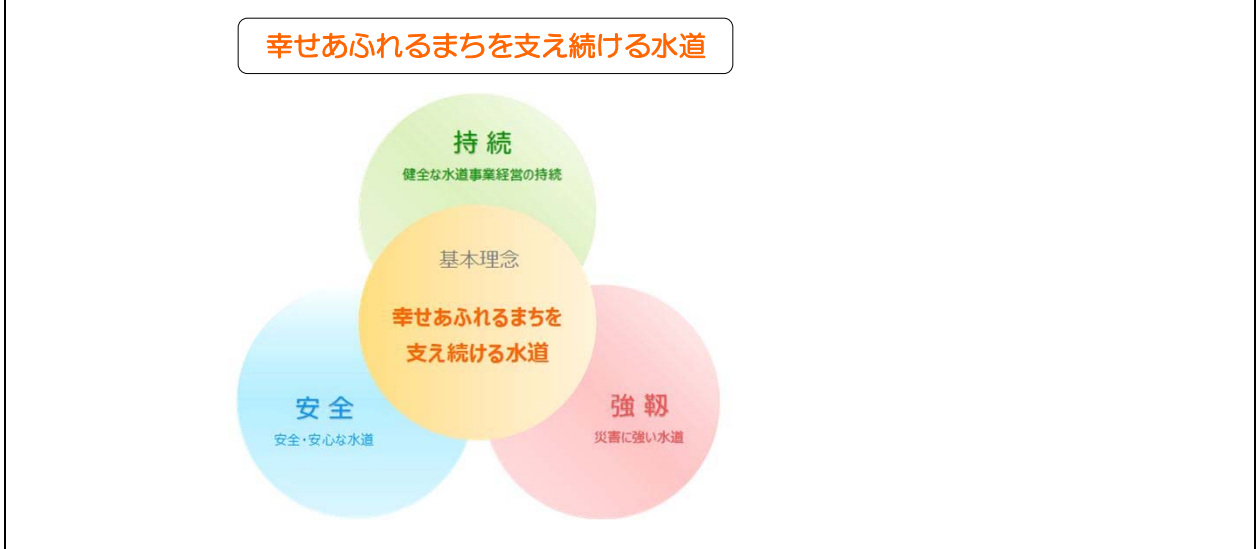 幸せあふれるまちを支え続ける水道
持続
健全な水道事業経営の持続
基本理念
幸せあふれるまちを
支え続ける水道
安全
安全・安心な水道
強靱
災害に強い水道